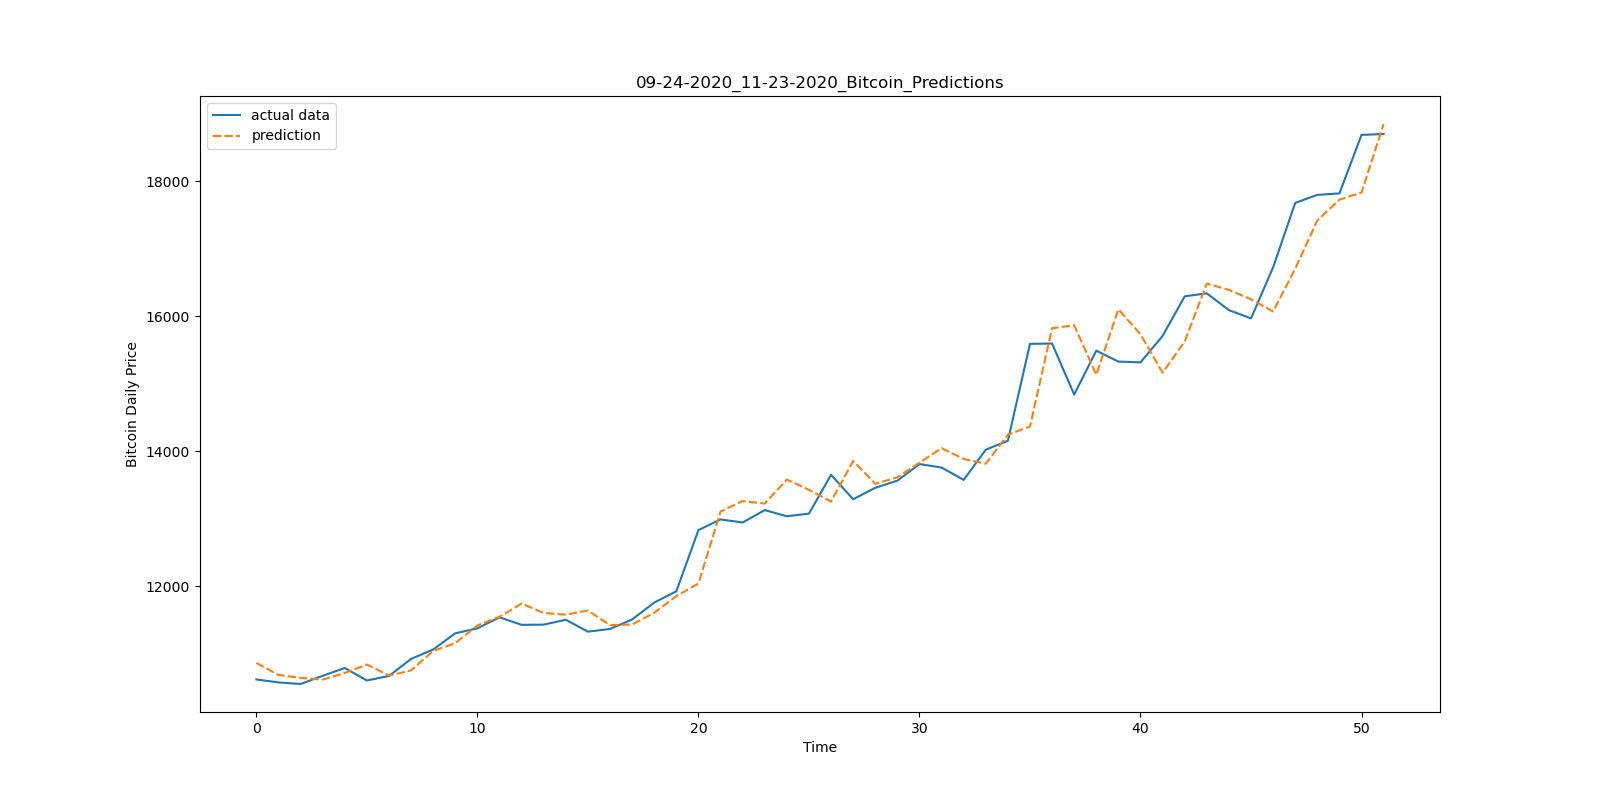 09-24-2020_11-23-2020_Bitcoin_Predictions
actual data
prediction
Bitcoin Daily Price
18000
16000
14000
12000
0 10 20 30 40 50
Time